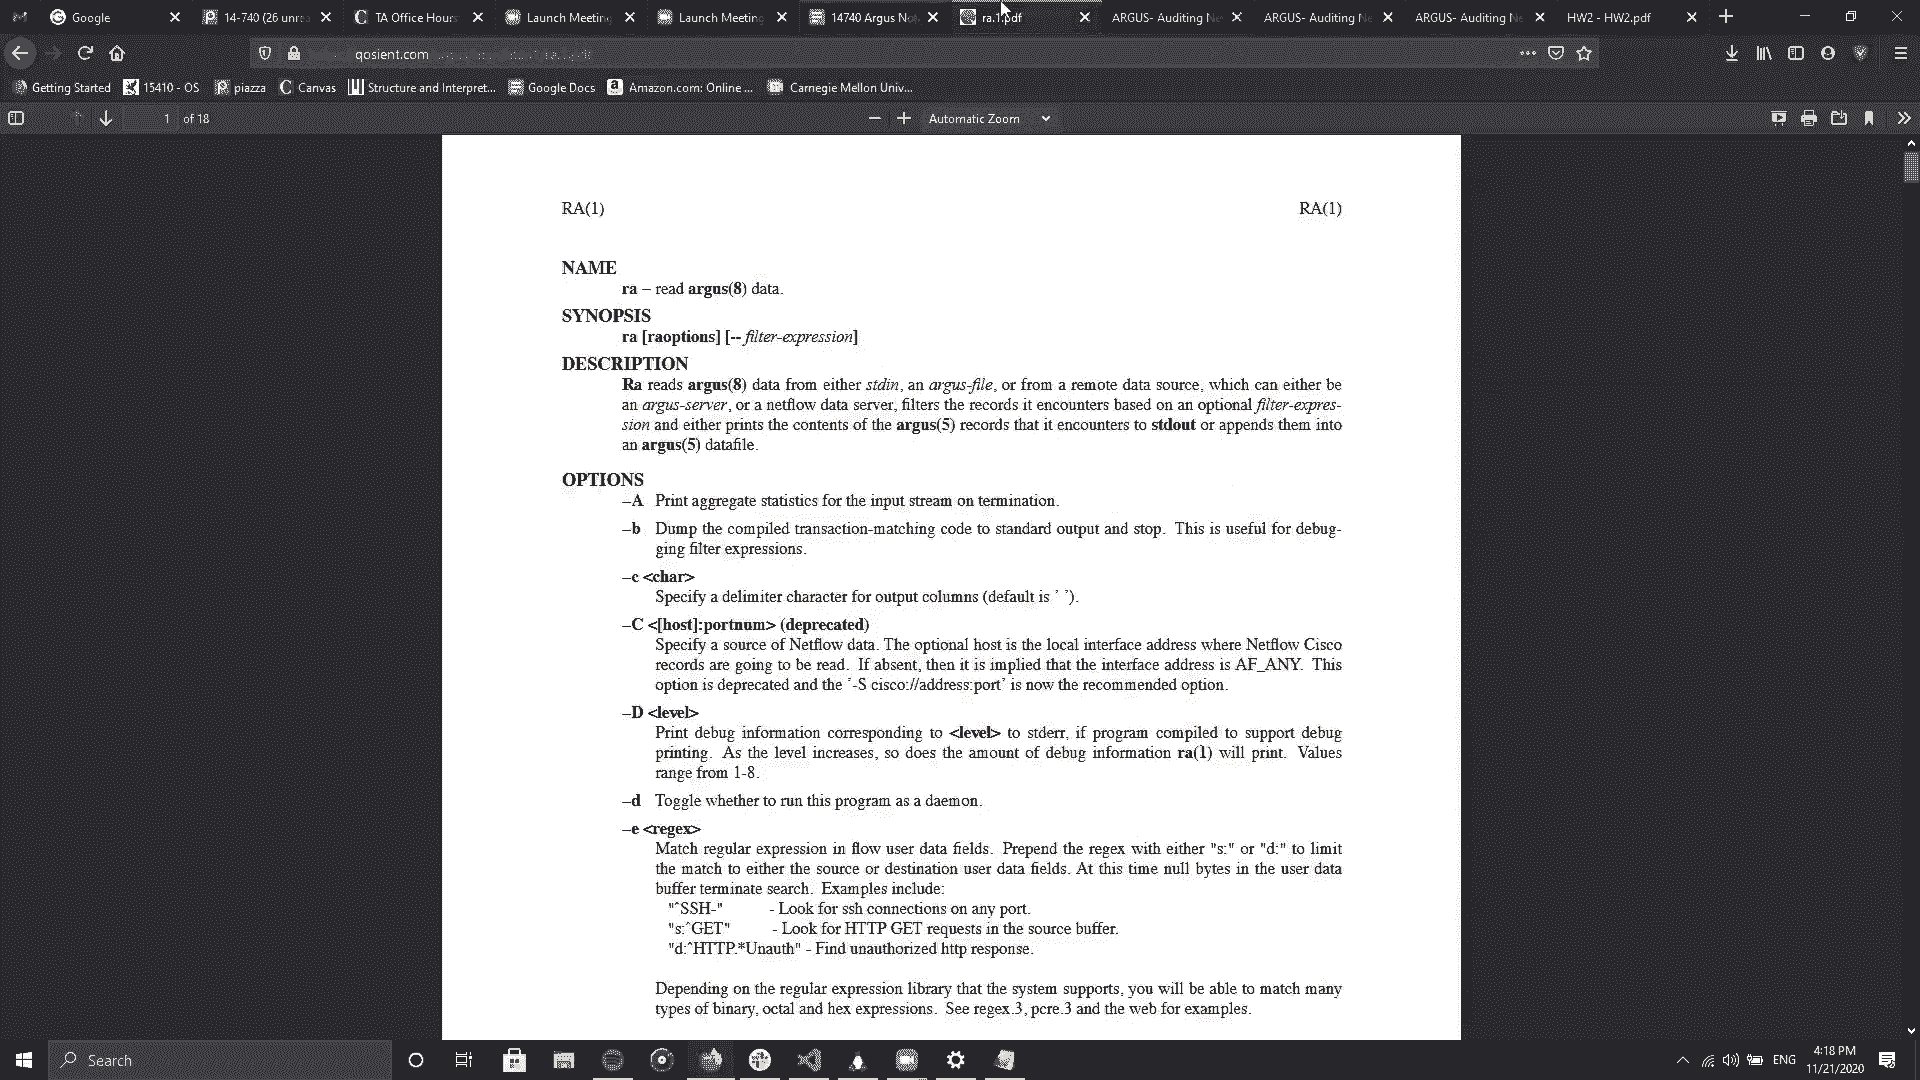 Google
14-740 (26 unre
TA Office Hours
Launch Meeting
Launch Meeting
14740 Argus No
ra.1.pdf
ARGUS- Auditing Ne
ARGUS- Auditing Ne
ARGUS- Auditing Ne
HW2 - HW2.pdf
qosient.com
Getting Started
15410 - OS
piazza
Canvas
Structure and Interpret...
Google Docs
Amazon.com: Online ...
Carnegie Mellon Univ...
1 of 18
Automatic Zoom
RA(1) RA(1)
NAME
ra – read argus(8) data.
SYNOPSIS
ra [raoptions] [-- filter-expression]
DESCRIPTION
Ra reads argus(8) data from either stdin, an argus-file, or from a remote data source, which can either be
an argus-server, or a netflow data server, filters the records it encounters based on an optional filter-expres-
sion and either prints the contents of the argus(5) records that it encounters to stdout or appends them into
an argus(5) datafile.
OPTIONS
–A Print aggregate statistics for the input stream on termination.
–b Dump the compiled transaction-matching code to standard output and stop. This is useful for debug-
ging filter expressions.
–c <char>
Specify a delimiter character for output columns (default is ' ').
–C <[host]:portnum> (deprecated)
Specify a source of Netflow data. The optional host is the local interface address where Netflow Cisco
records are going to be read. If absent, then it is implied that the interface address is AF_ANY. This
option is deprecated and the '-S cisco://address:port' is now the recommended option.
–D <level>
Print debug information corresponding to <level> to stderr, if program compiled to support debug
printing. As the level increases, so does the amount of debug information ra(1) will print. Values
range from 1-8.
–d Toggle whether to run this program as a daemon.
–e <regex>
Match regular expression in flow user data fields. Prepend the regex with either "s:" or "d:" to limit
the match to either the source or destination user data fields. At this time null bytes in the user data
buffer terminate search. Examples include:
"^SSH-" - Look for ssh connections on any port.
"s:^GET" - Look for HTTP GET requests in the source buffer.
"d:^HTTP.*Unauth" - Find unauthorized http response.
Depending on the regular expression library that the system supports, you will be able to match many
types of binary, octal and hex expressions. See regex.3, pcre.3 and the web for examples.
Search
ENG
4:18 PM
11/21/2020